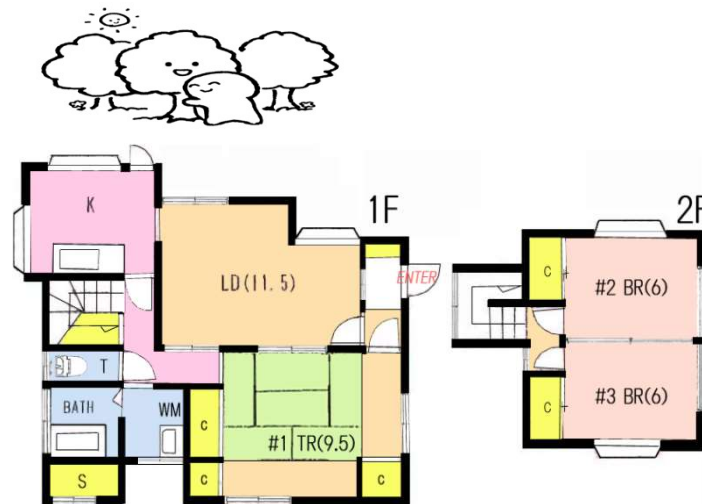 1F
K
ENTER
LD(11.5)
T
BATH
WM
C
#1 TR(9.5)
S
C
C
2F
C
#2 BR(6)
C
#3 BR(6)